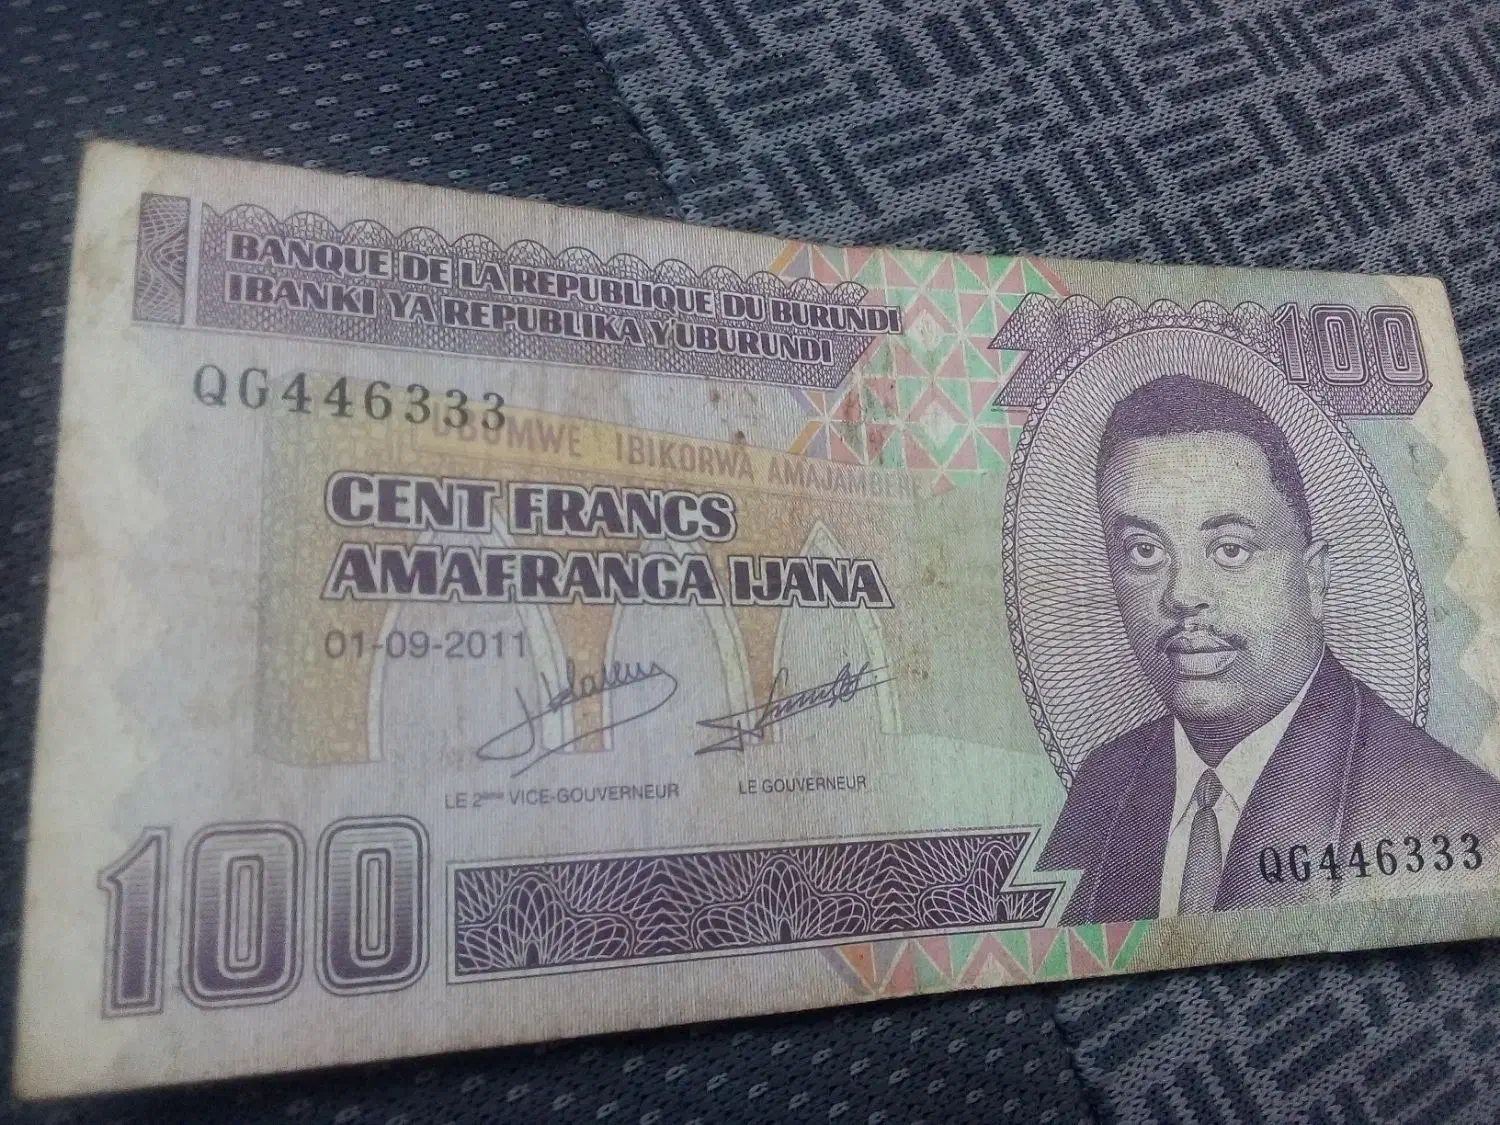 BANQUE DE LA REPUBLIQUE DU BURUNDI
IBANKI YA REPUBLIKA Y'UBURUNDI
100
QG446333
UBUMWE IBIKORWA AMAJAMBERE
CENT FRANCS
AMAFRANGA IJANA
01-09-2011
LE 2ème VICE-GOUVERNEUR
LE GOUVERNEUR
100
QG446333